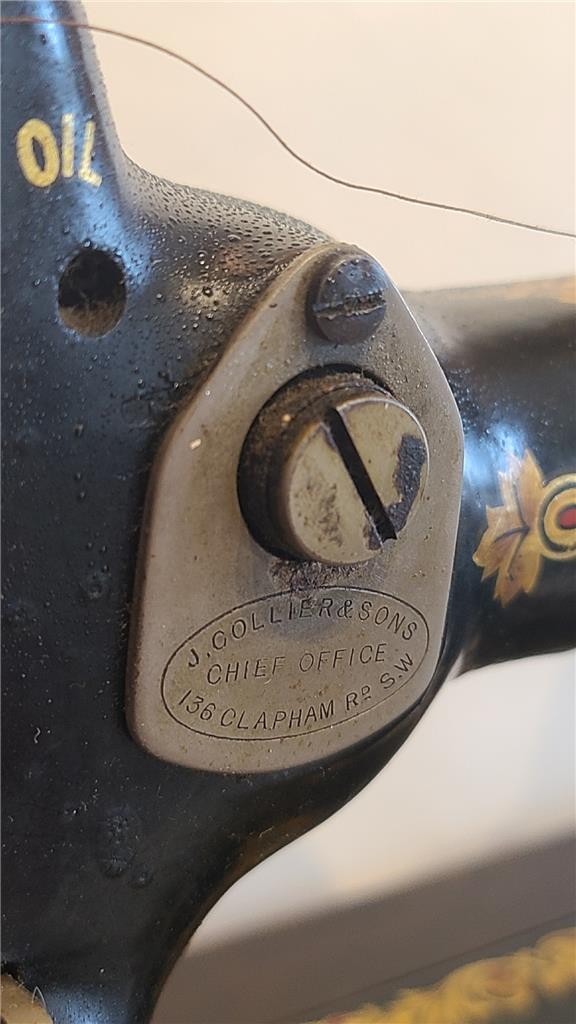 OIL
J. COLLIER & SONS
CHIEF OFFICE
136 CLAPHAM RD. S.W